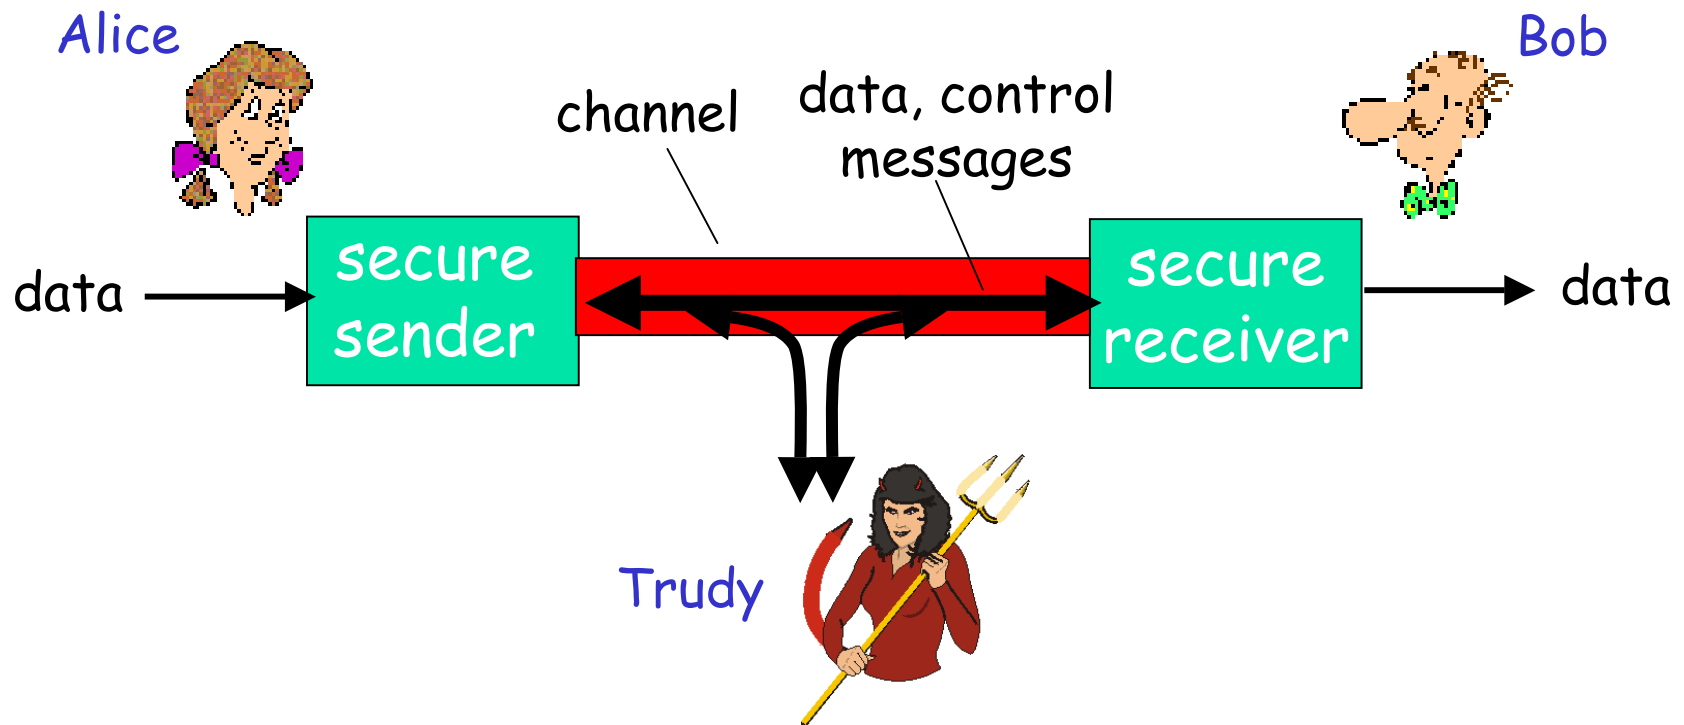 Alice
Bob
channel
data, control
messages
data
secure
sender
secure
receiver
data
Trudy